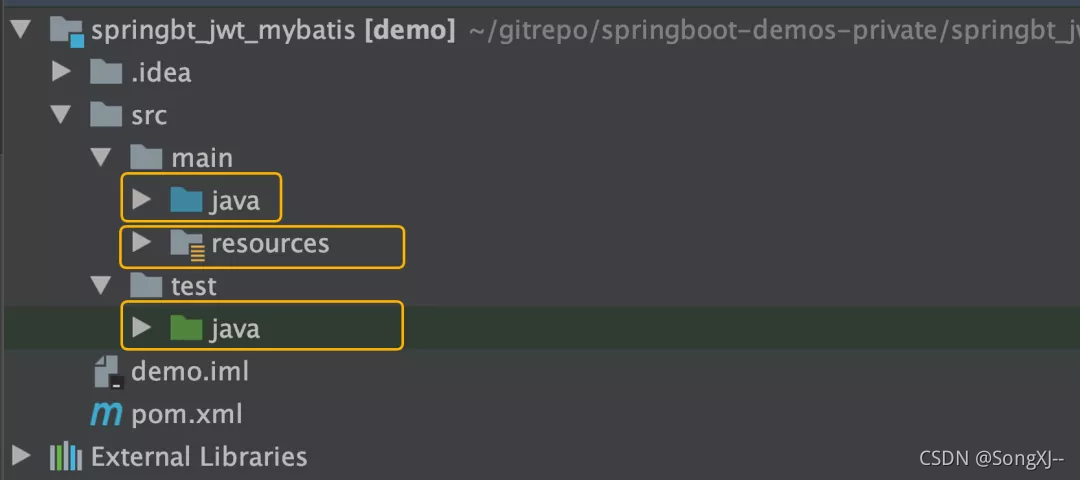 springbt_jwt_mybatis [demo] ~/gitrepo/springboot-demos-private/springbt_jw
.idea
src
main
java
resources
test
java
demo.iml
pom.xml
External Libraries
CSDN @SongXJ--